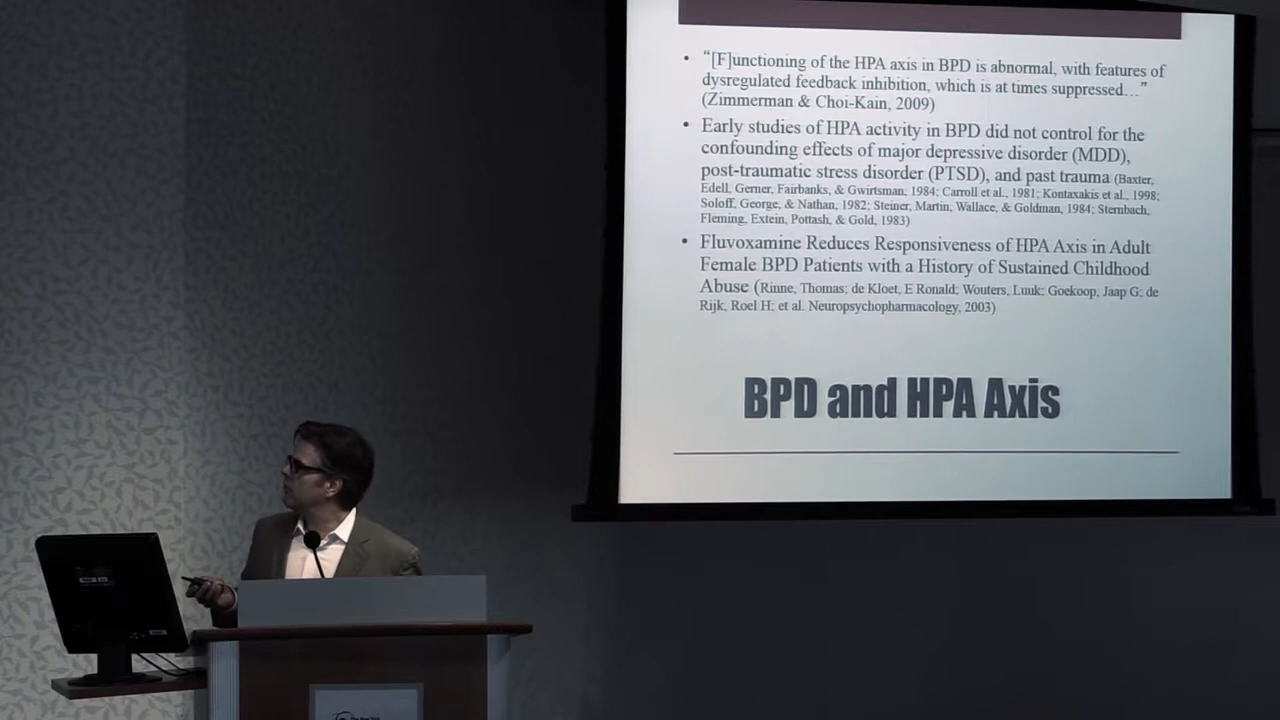 • “[F]unctioning of the HPA axis in BPD is abnormal, with features of
dysregulated feedback inhibition, which is at times suppressed…”
(Zimmerman & Choi-Kain, 2009)
• Early studies of HPA activity in BPD did not control for the
confounding effects of major depressive disorder (MDD),
post-traumatic stress disorder (PTSD), and past trauma (Baxter,
Edell, Gerner, Fairbanks, & Gwirtsman, 1984; Carroll et al., 1981; Kontaxakis et al., 1998;
Soloff, George, & Nathan, 1982; Steiner, Martin, Wallace, & Goldman, 1984; Sternbach,
Fleming, Extein, Pottash, & Gold, 1983)
• Fluvoxamine Reduces Responsiveness of HPA Axis in Adult
Female BPD Patients with a History of Sustained Childhood
Abuse (Rinne, Thomas; de Kloet, E Ronald; Wouters, Luuk; Goekoop, Jaap G; de
Rijk, Roel H; et al. Neuropsychopharmacology, 2003)
BPD and HPA Axis